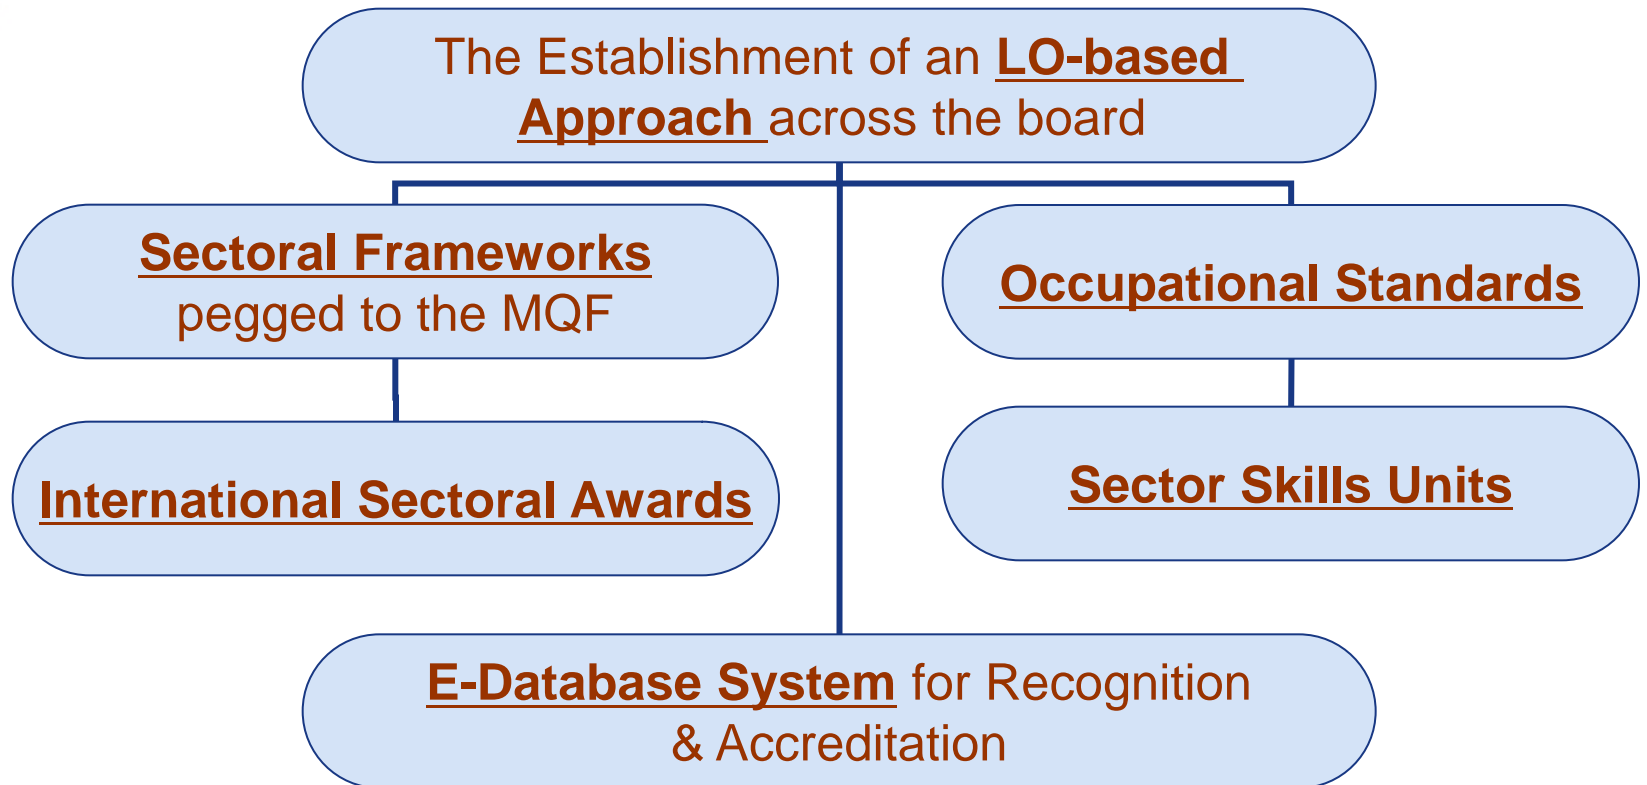 The Establishment of an LO-based
Approach across the board
Sectoral Frameworks
pegged to the MQF
Occupational Standards
International Sectoral Awards
Sector Skills Units
E-Database System for Recognition
& Accreditation